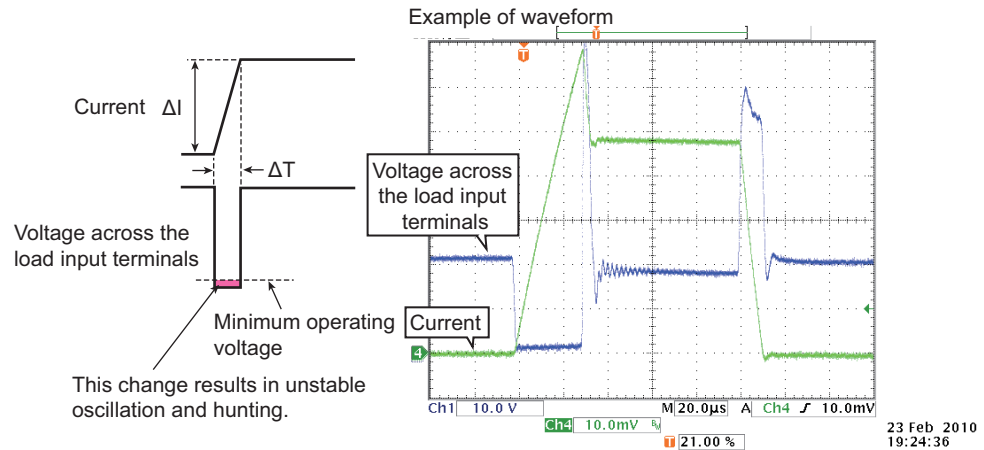 Example of waveform
T
T
Current ΔI
ΔT
Voltage across the
load input terminals
Minimum operating
voltage
This change results in unstable
oscillation and hunting.
Voltage across
the load input
terminals
Current
4
Ch1 10.0 V M 20.0µs A Ch4 10.0mV
Ch4 10.0mV BW
T 21.00 %
23 Feb 2010
19:24:36